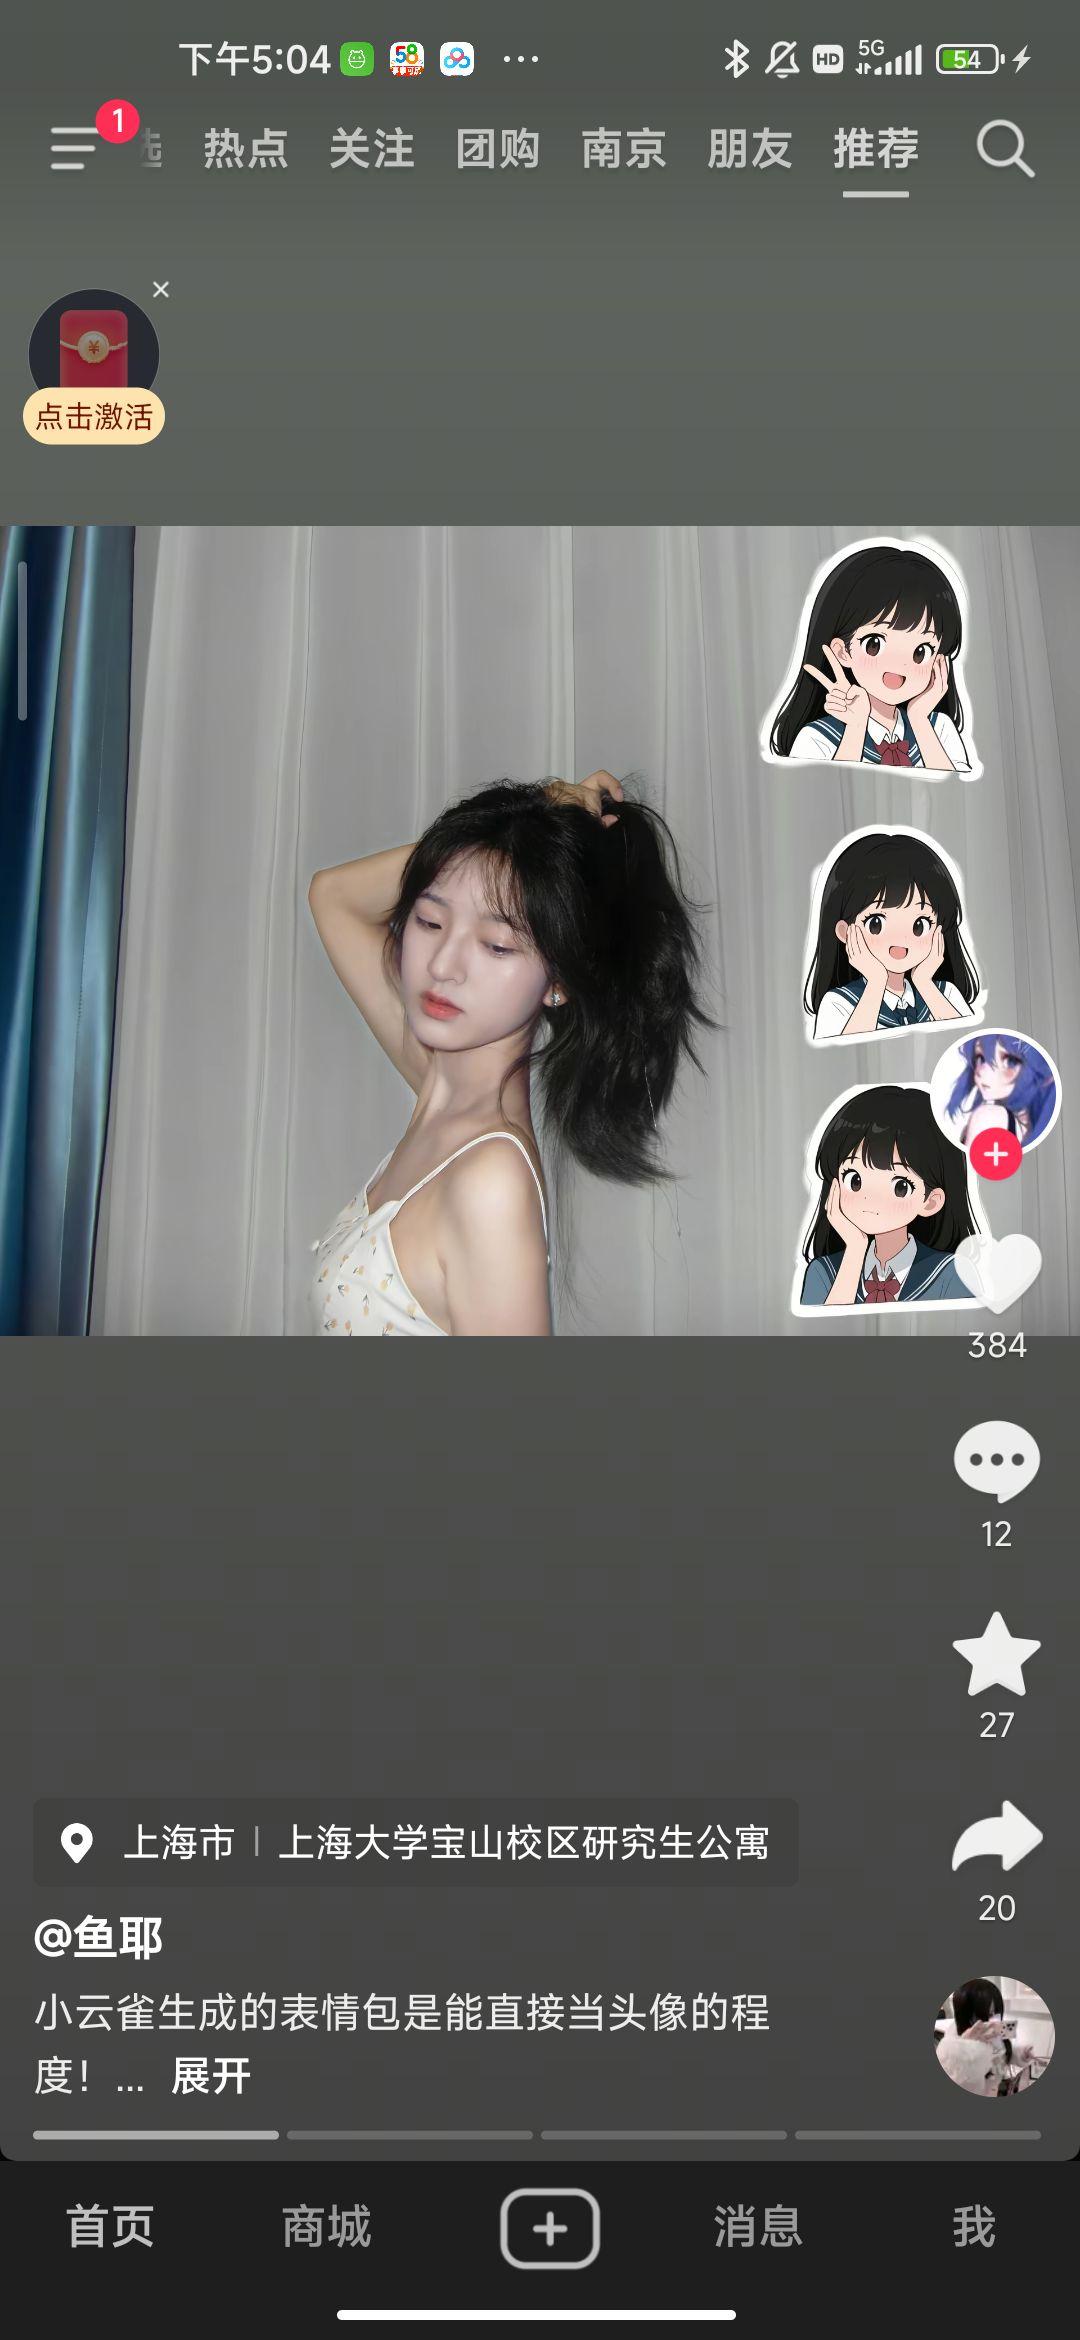 下午5:04
58
HD
5G
54
1
热点
关注
团购
南京
朋友
推荐
点击激活
384
12
27
20
上海市 | 上海大学宝山校区研究生公寓
@鱼耶
小云雀生成的表情包是能直接当头像的程
度！... 展开
首页
商城
消息
我